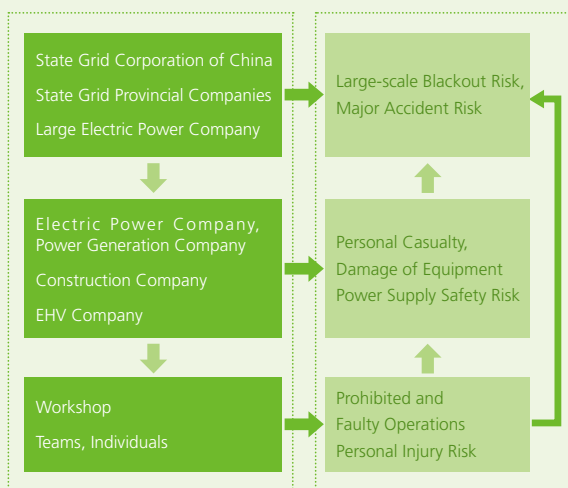 State Grid Corporation of China
State Grid Provincial Companies
Large Electric Power Company
Large-scale Blackout Risk,
Major Accident Risk
Electric Power Company,
Power Generation Company
Construction Company
EHV Company
Personal Casualty,
Damage of Equipment
Power Supply Safety Risk
Workshop
Teams, Individuals
Prohibited and
Faulty Operations
Personal Injury Risk